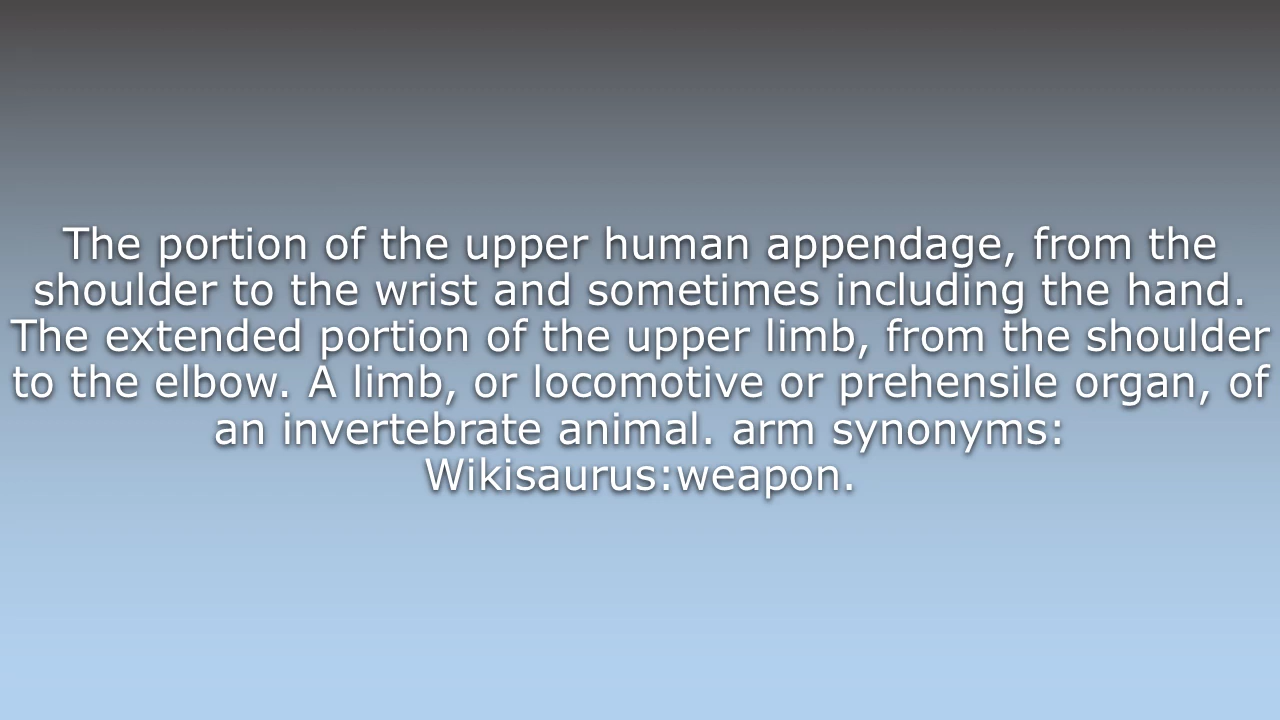 The portion of the upper human appendage, from the
shoulder to the wrist and sometimes including the hand.
The extended portion of the upper limb, from the shoulder
to the elbow. A limb, or locomotive or prehensile organ, of
an invertebrate animal. arm synonyms:
Wikisaurus:weapon.